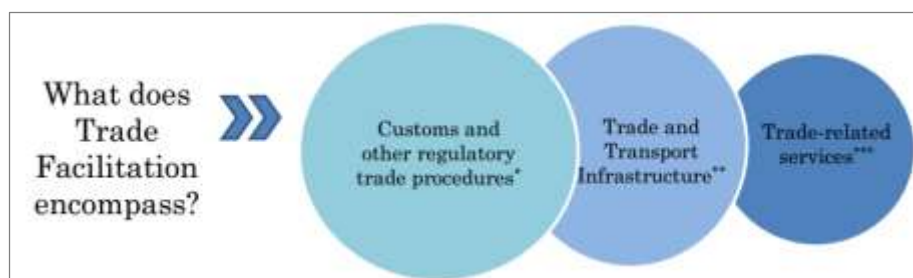 What does
Trade
Facilitation
encompass?
Customs and
other regulatory
trade procedures*
Trade and
Transport
Infrastructure**
Trade-related
services***